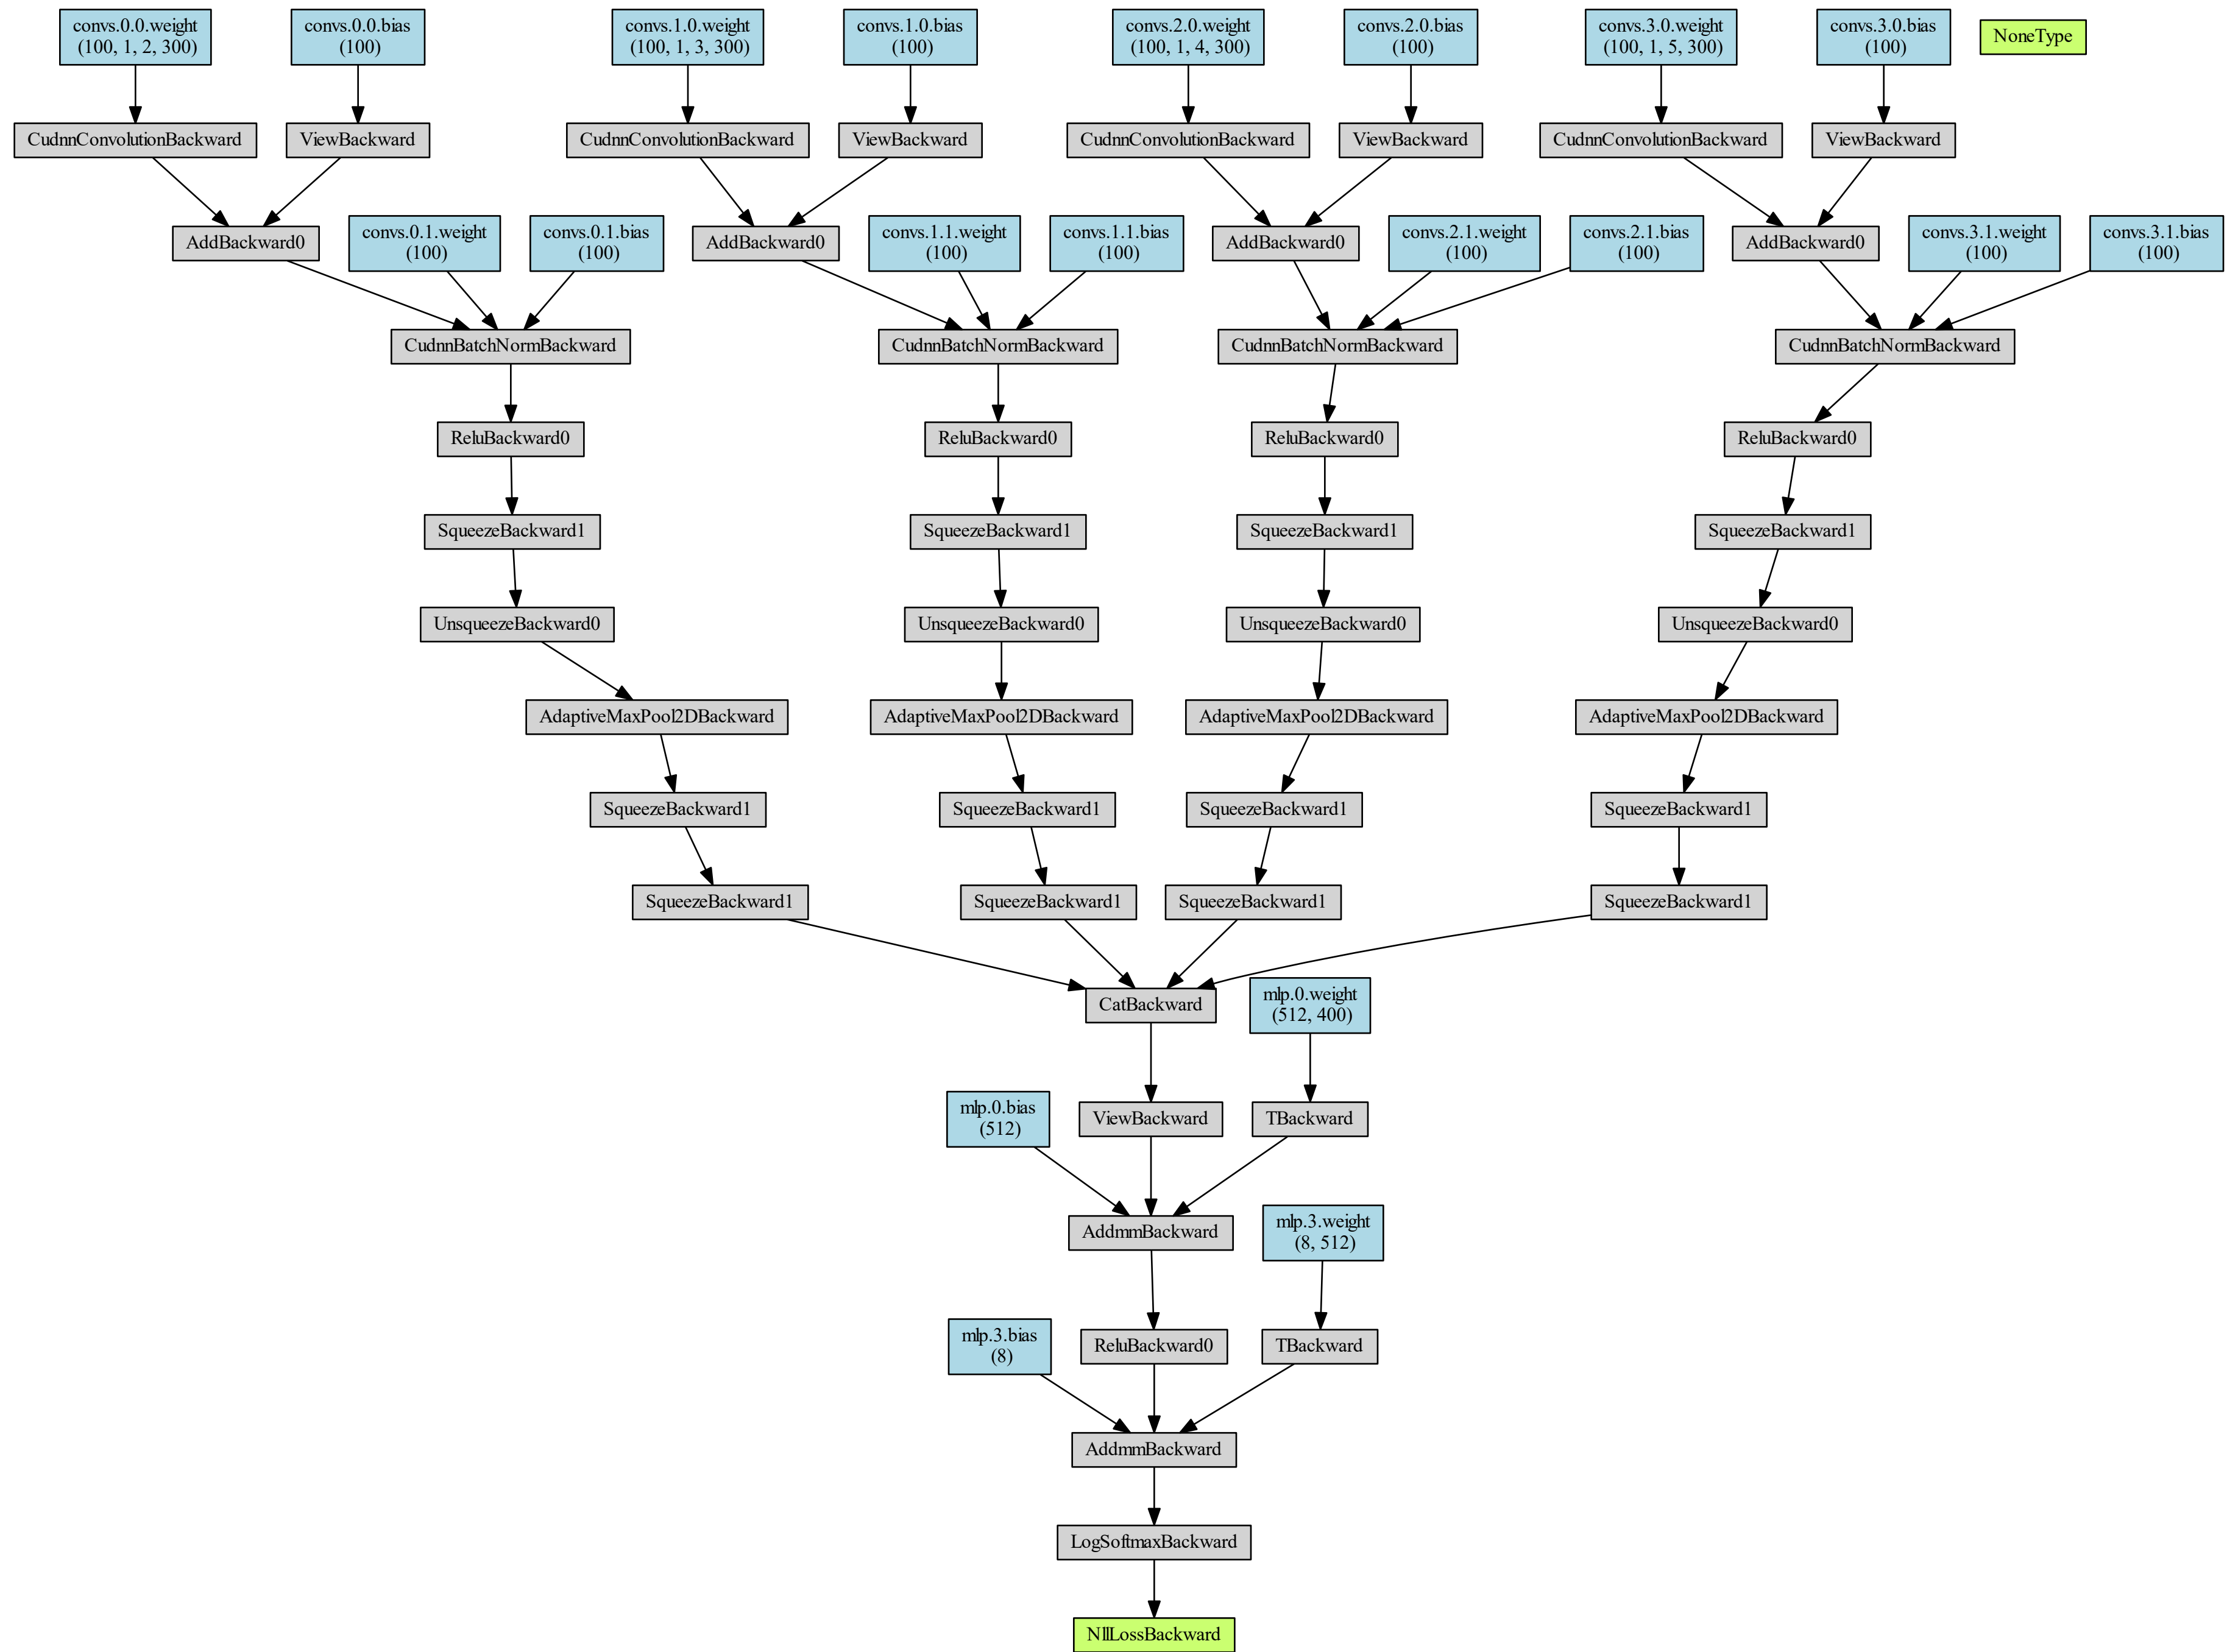 convs.0.0.weight
(100, 1, 2, 300)
convs.0.0.bias
(100)
convs.1.0.weight
(100, 1, 3, 300)
convs.1.0.bias
(100)
convs.2.0.weight
(100, 1, 4, 300)
convs.2.0.bias
(100)
convs.3.0.weight
(100, 1, 5, 300)
convs.3.0.bias
(100)
NoneType
CudnnConvolutionBackward
ViewBackward
CudnnConvolutionBackward
ViewBackward
CudnnConvolutionBackward
ViewBackward
CudnnConvolutionBackward
ViewBackward
AddBackward0
convs.0.1.weight
(100)
convs.0.1.bias
(100)
AddBackward0
convs.1.1.weight
(100)
convs.1.1.bias
(100)
AddBackward0
convs.2.1.weight
(100)
convs.2.1.bias
(100)
AddBackward0
convs.3.1.weight
(100)
convs.3.1.bias
(100)
CudnnBatchNormBackward
CudnnBatchNormBackward
CudnnBatchNormBackward
CudnnBatchNormBackward
ReluBackward0
ReluBackward0
ReluBackward0
ReluBackward0
SqueezeBackward1
SqueezeBackward1
SqueezeBackward1
SqueezeBackward1
UnsqueezeBackward0
UnsqueezeBackward0
UnsqueezeBackward0
UnsqueezeBackward0
AdaptiveMaxPool2DBackward
AdaptiveMaxPool2DBackward
AdaptiveMaxPool2DBackward
AdaptiveMaxPool2DBackward
SqueezeBackward1
SqueezeBackward1
SqueezeBackward1
SqueezeBackward1
SqueezeBackward1
SqueezeBackward1
SqueezeBackward1
SqueezeBackward1
CatBackward
mlp.0.weight
(512, 400)
mlp.0.bias
(512)
ViewBackward
TBackward
AddmmBackward
mlp.3.weight
(8, 512)
mlp.3.bias
(8)
ReluBackward0
TBackward
AddmmBackward
LogSoftmaxBackward
NllLossBackward